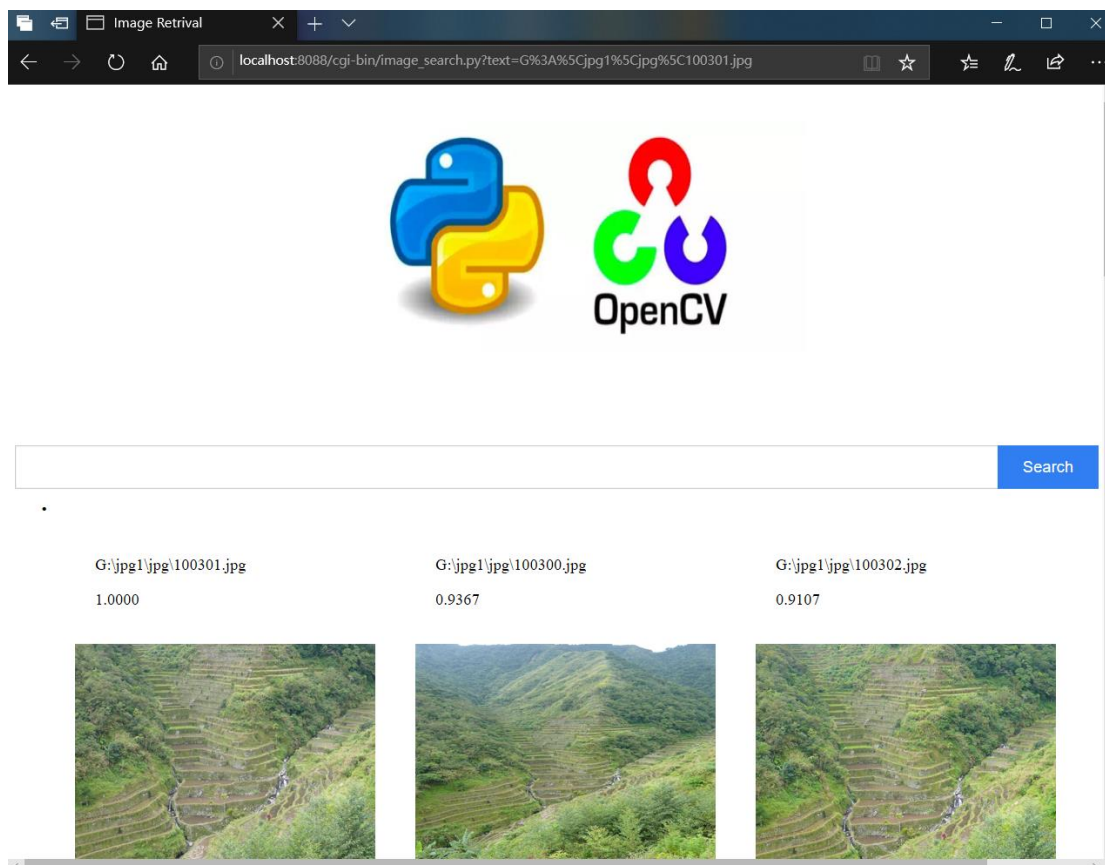 Image Retrival
localhost:8088/cgi-bin/image_search.py?text=G%3A%5Cjpg1%5Cjpg%5C100301.jpg
OpenCV
Search
G:\jpg1\jpg\100301.jpg G:\jpg1\jpg\100300.jpg G:\jpg1\jpg\100302.jpg
1.0000 0.9367 0.9107